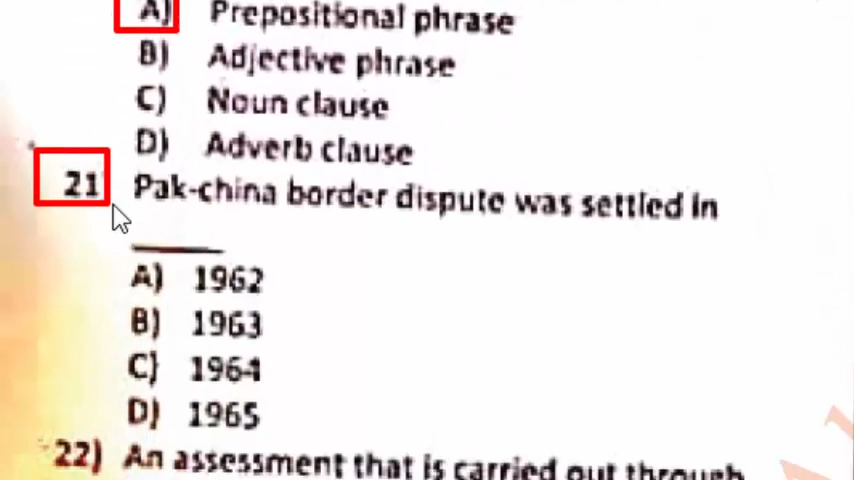 A) Prepositional phrase
B) Adjective phrase
C) Noun clause
D) Adverb clause
21 Pak-china border dispute was settled in
A) 1962
B) 1963
C) 1964
D) 1965
22) An assessment that is carried out through